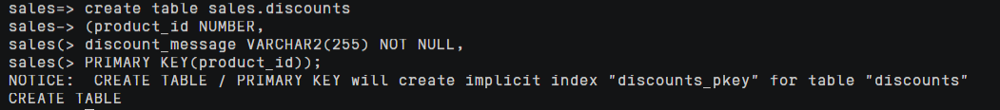 sales=> create table sales.discounts
sales-> (product_id NUMBER,
sales(> discount_message VARCHAR2(255) NOT NULL,
sales(> PRIMARY KEY(product_id));
NOTICE:  CREATE TABLE / PRIMARY KEY will create implicit index "discounts_pkey" for table "discounts"
CREATE TABLE